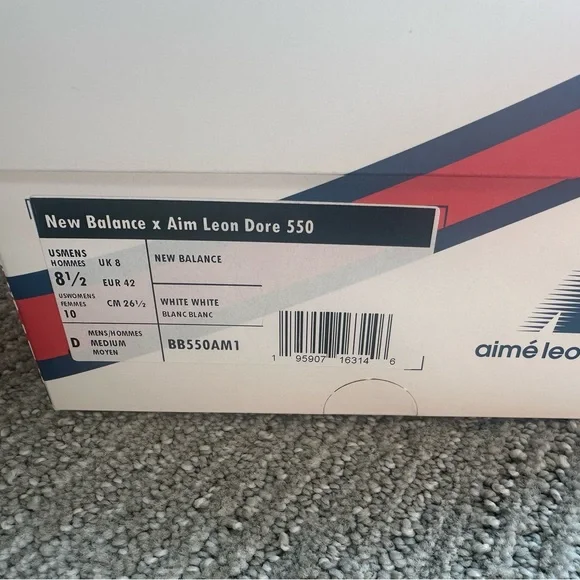 New Balance x Aim Leon Dore 550
USMENS
HOMMES
8½
UK 8
EUR 42
USWOMENS
FEMMES
10
CM 26½
NEW BALANCE
WHITE WHITE
BLANC BLANC
D
MENS/HOMMES
MEDIUM
MOYEN
BB550AM1
1 95907 16314 6
aimé leo